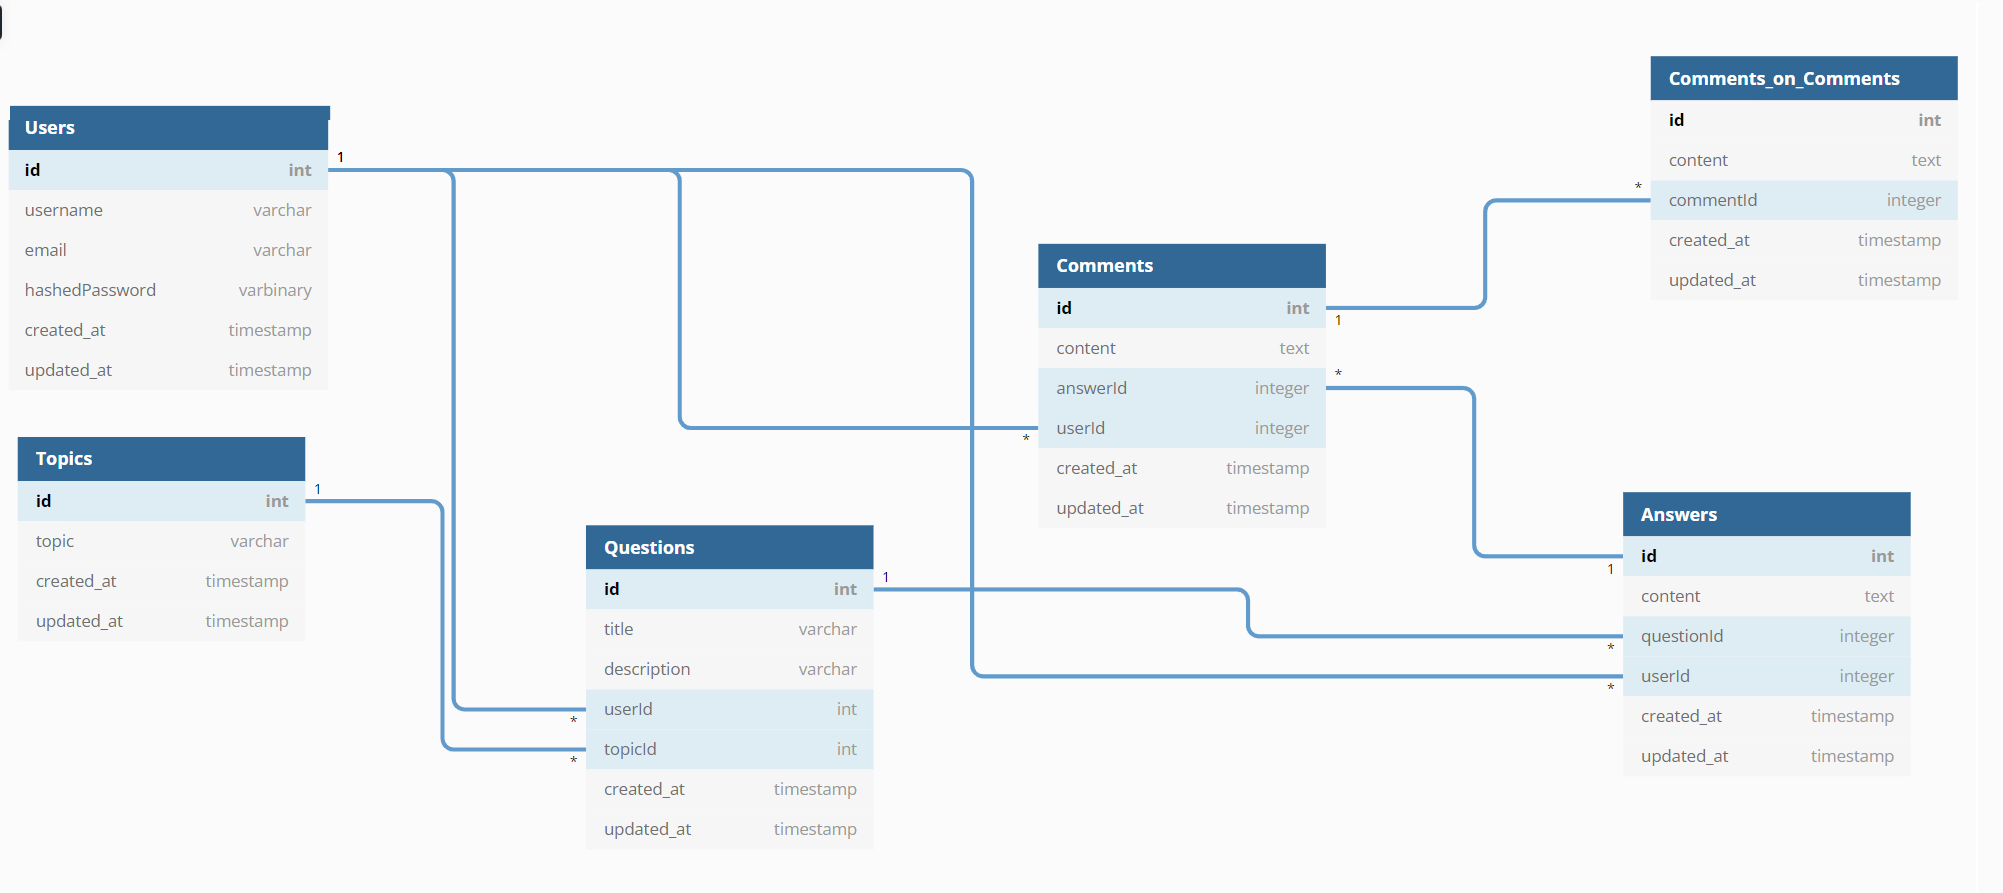 Users
id int
username varchar
email varchar
hashedPassword varbinary
created_at timestamp
updated_at timestamp
1
Topics
id int
topic varchar
created_at timestamp
updated_at timestamp
1
Questions
id int
title varchar
description varchar
userId int
topicId int
created_at timestamp
updated_at timestamp
1
*
*
Comments
id int
content text
answerId integer
userId integer
created_at timestamp
updated_at timestamp
1
*
*
Comments_on_Comments
id int
content text
commentId integer
created_at timestamp
updated_at timestamp
*
Answers
id int
content text
questionId integer
userId integer
created_at timestamp
updated_at timestamp
1
*
*